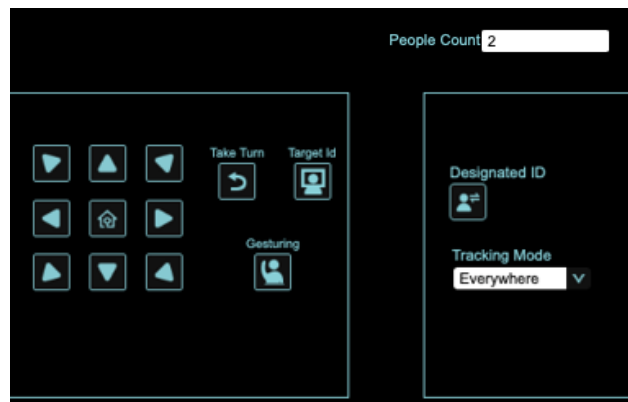 People Count 2
Take Turn
Target Id
Gesturing
Designated ID
Tracking Mode
Everywhere